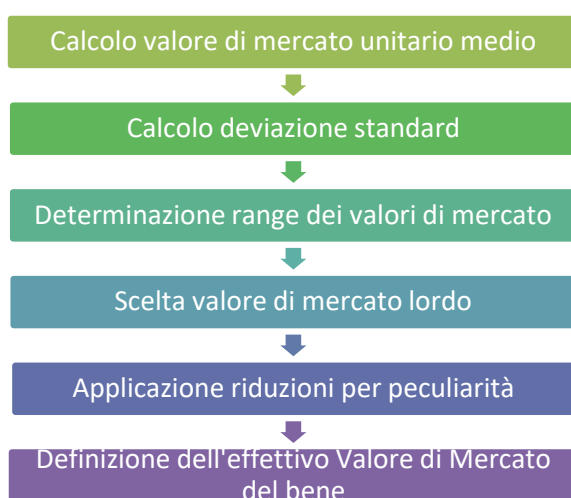 Calcolo valore di mercato unitario medio
Calcolo deviazione standard
Determinazione range dei valori di mercato
Scelta valore di mercato lordo
Applicazione riduzioni per peculiarità
Definizione dell'effettivo Valore di Mercato
del bene